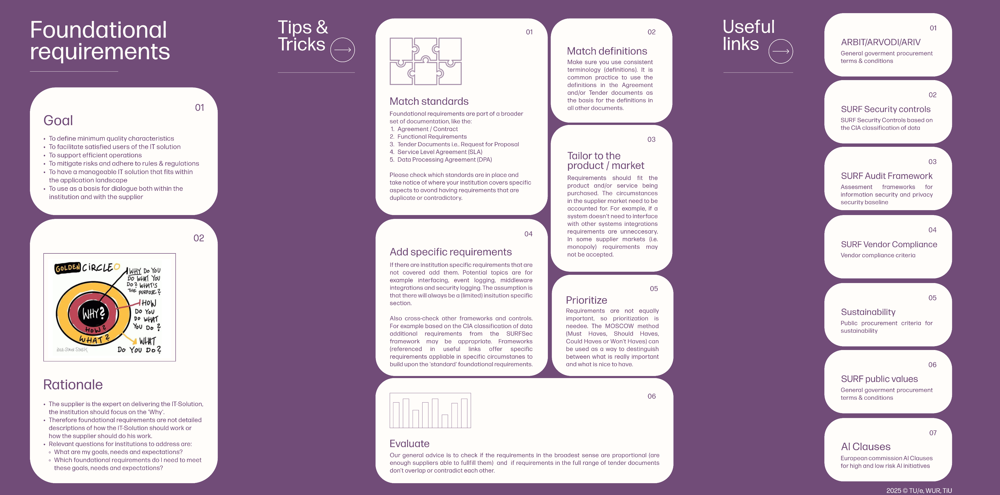 Foundational
requirements
01
Goal
• To define minimum quality characteristics
• To facilitate satisfied users of the IT solution
• To support efficient operations
• To mitigate risks and adhere to rules & regulations
• To have a manageable IT solution that fits within
the application landscape
• To use as a basis for dialogue both within the
institution and with the supplier
02
GOLDEN CIRCLE
WHY DO YOU
DO WHAT YOU
DO? WHAT'S
THE PURPOSE?
HOW
DO YOU
DO WHAT
YOU DO?
WHY?
HOW?
WHAT?
WHAT
DO YOU DO?
IDEA: SIMON SINEK
Rationale
• The supplier is the expert on delivering the IT-Solution,
the institution should focus on the 'Why'.
• Therefore foundational requirements are not detailed
descriptions of how the IT-Solution should work or
how the supplier should do his work.
• Relevant questions for institutions to address are:
◦ What are my goals, needs and expectations?
◦ Which foundational requirements do I need to meet
these goals, needs and expectations?
Tips &
Tricks
01
Match standards
Foundational requirements are part of a broader
set of documentation, like the:
1. Agreement / Contract
2. Functional Requirements
3. Tender Documents i.e.. Request for Proposal
4. Service Level Agreement (SLA)
5. Data Processing Agreement (DPA)
Please check which standards are in place and
take notice of where your institution covers specific
aspects to avond having requirements that are
duplicate or contradictory.
02
Match definitions
Make sure you use consistent
terminology (definitions). It is
common practice to use the
definitions in the Agreement
and/or Tender documents as
the basis for the definitions in
all other documents.
03
Tailor to the
product / market
Requirements should fit the
product and/or service being
purchased. The circumstances
in the supplier market need to be
accounted for. For example, if a
system doesn't need to interface
with other systems integrations
requirements are unneccesary.
In some supplier markets (i.e.
monopoly) requirements may
not be accepted.
04
Add specific requirements
If there are institution specific requirements that are
not covered add them. Potential topics are for
example interfacing, event logging, middleware
integrations and security logging. The assumption is
that there will always be a (limited) insitution specific
section.
Also cross-check other frameworks and controls.
For example based on the CIA classification of data
additional requirements from the SURFSec
framework may be appropriate. Frameworks
(referenced in useful links offer specific
requirements appliable in specific circumstanes to
build upon the 'standard' foundational requirements.
05
Prioritize
Requirements are not equally
important, so prioritization is
needee. The MOSCOW method
(Must Haves, Should Haves,
Could Haves or Won't Haves) can
be used as a way to destinguish
between what is really important
and what is nice to have.
06
Evaluate
Our general advice is to check if the requirements in the broadest sense are proportional (are
enough suppliers able to fullfill them) and if requirements in the full range of tender documents
don't overlap or contradict each other.
Useful
links
01
ARBIT/ARVODI/ARIV
General goverment procurement
terms & conditions
02
SURF Security controls
SURF Security Controls based on
the CIA classification of data
03
SURF Audit Framework
Assesment frameworks for
information security and privacy
security baseline
04
SURF Vendor Compliance
Vendor compliance criteria
05
Sustainability
Public procurement criteria for
sustainability
06
SURF public values
General goverment procurement
terms & conditions
07
AI Clauses
European commission AI Clauses
for high and low risk AI initiatives
2025 © TU/e, WUR, TiU